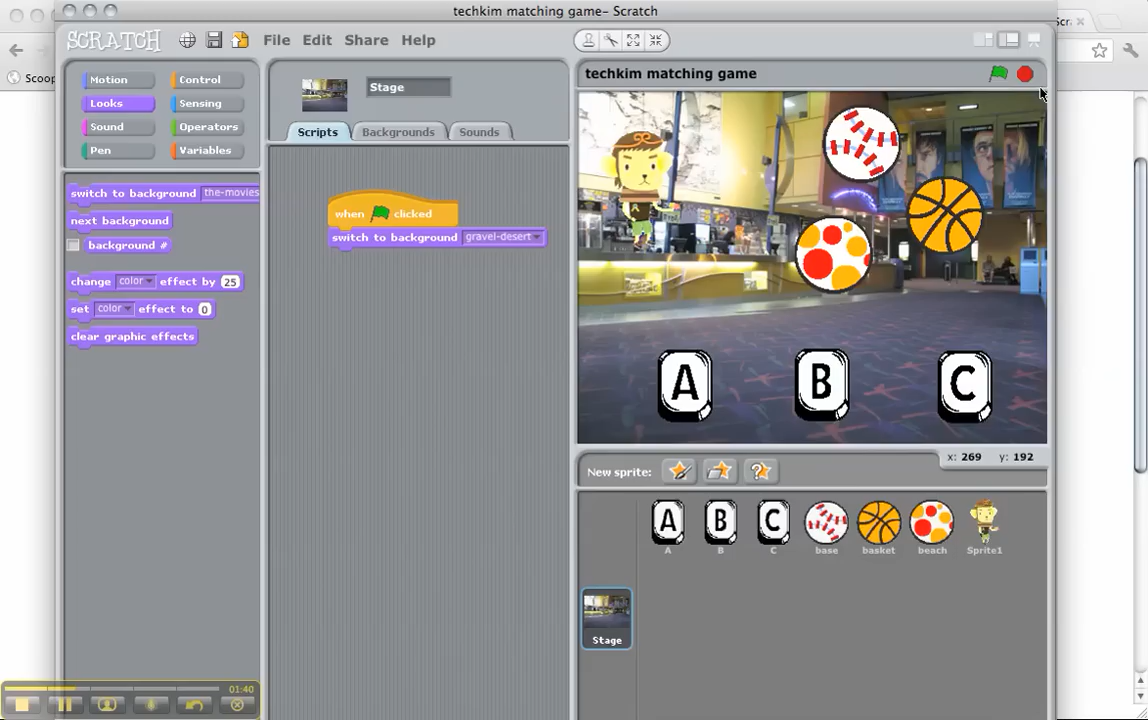 techkim matching game- Scratch
Scra
SCRATCH
File Edit Share Help
Scoop
Motion Control
Looks Sensing
Sound Operators
Pen Variables
Stage
Scripts Backgrounds Sounds
techkim matching game
switch to background the-movies
next background
background #
change color effect by 25
set color effect to 0
clear graphic effects
when clicked
switch to background gravel-desert
A B C
x: 269 y: 192
New sprite:
A B C
A B C base basket beach Sprite1
Stage
01:40